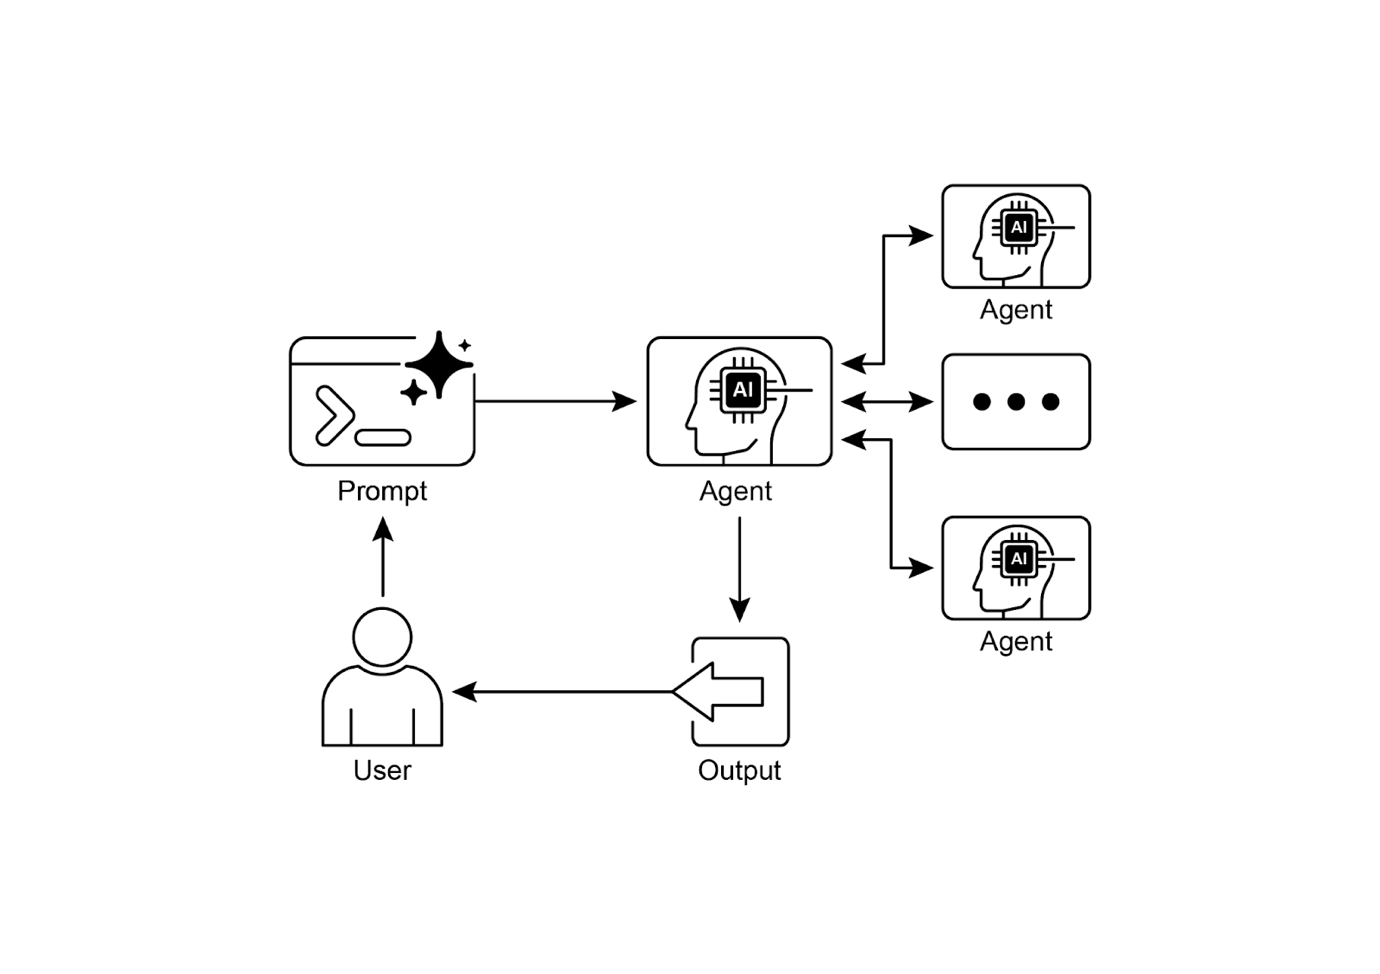 AI
Agent
Prompt
AI
Agent
AI
Agent
User
Output